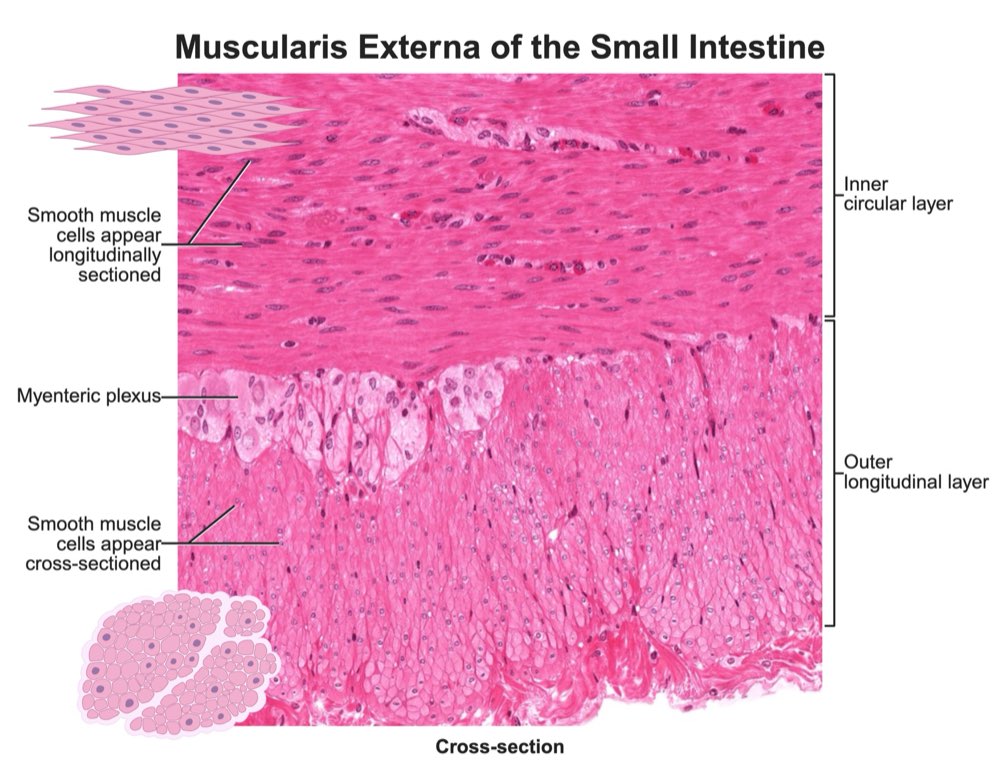 Muscularis Externa of the Small Intestine
Smooth muscle
cells appear
longitudinally
sectioned
Inner
circular layer
Myenteric plexus
Outer
longitudinal layer
Smooth muscle
cells appear
cross-sectioned
Cross-section